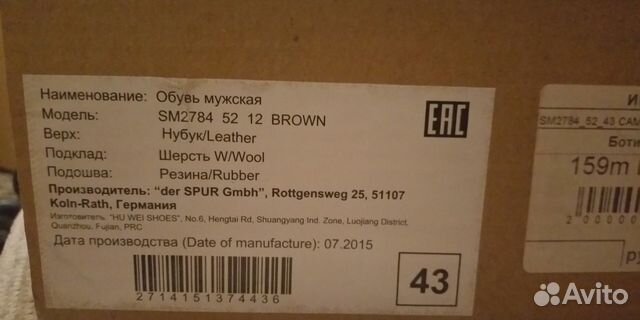 Наименование: Обувь мужская
Модель: SM2784 52 12 BROWN
Верх: Нубук/Leather
Подклад: Шерсть W/Wool
Подошва: Резина/Rubber
Производитель: "der SPUR Gmbh", Rottgensweg 25, 51107
Koln-Rath, Германия
Изготовитель: "HU WEI SHOES", No.6, Hengtai Rd, Shuangyang Ind. Zone, Luojiang District,
Quanzhou, Fujian, PRC
Дата производства (Date of manufacture): 07.2015
2714151374436
43
EAC
SM2784_52_43 CAM
159m
Avito